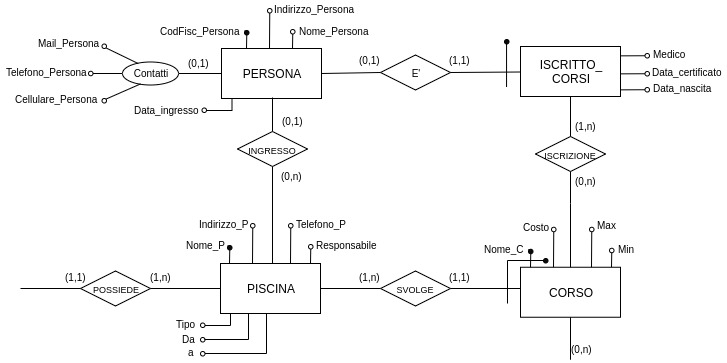 Indirizzo_Persona
CodFisc_Persona
Nome_Persona
Mail_Persona
Telefono_Persona
Contatti
(0,1)
PERSONA
(0,1)
E'
(1,1)
ISCRITTO_
CORSI
Medico
Data_certificato
Data_nascita
Cellulare_Persona
Data_ingresso
(0,1)
INGRESSO
(0,n)
(1,n)
ISCRIZIONE
(0,n)
Indirizzo_P
Telefono_P
Nome_P
Responsabile
Costo
Max
Nome_C
Min
(1,1)
POSSIEDE
(1,n)
PISCINA
(1,n)
SVOLGE
(1,1)
CORSO
Tipo
Da
a
(0,n)